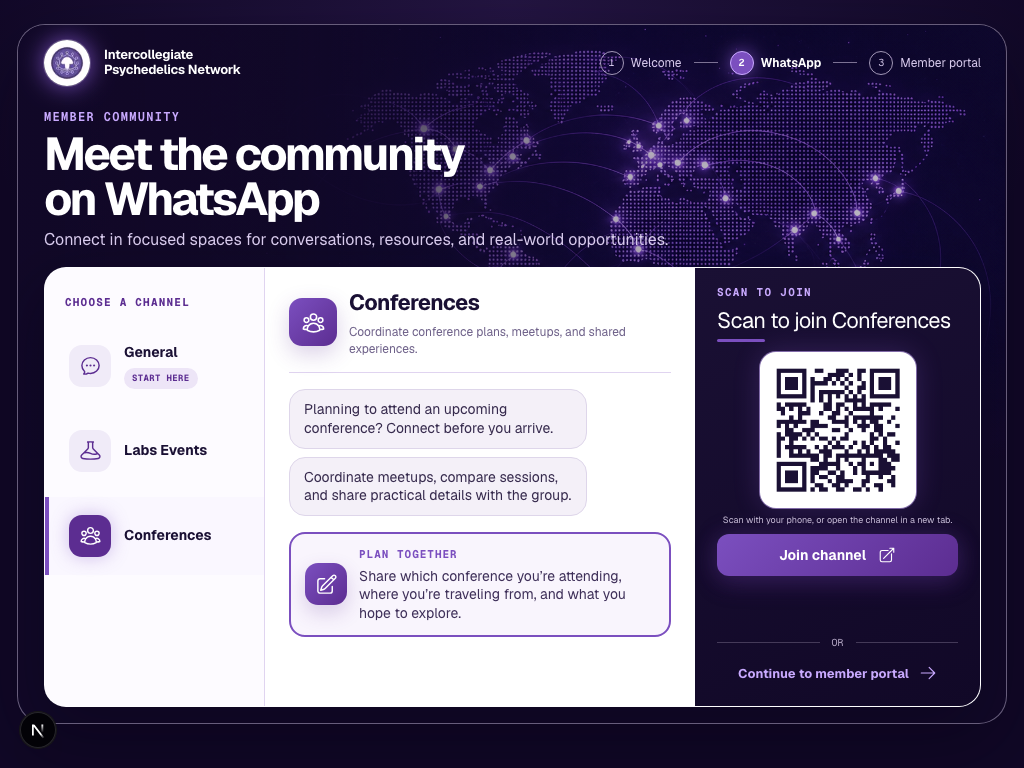 Intercollegiate
Psychedelics Network
1 Welcome
2 WhatsApp
3 Member portal
MEMBER COMMUNITY
Meet the community
on WhatsApp
Connect in focused spaces for conversations, resources, and real-world opportunities.
CHOOSE A CHANNEL
General
START HERE
Labs Events
Conferences
Conferences
Coordinate conference plans, meetups, and shared
experiences.
Planning to attend an upcoming
conference? Connect before you arrive.
Coordinate meetups, compare sessions,
and share practical details with the group.
PLAN TOGETHER
Share which conference you’re attending,
where you’re traveling from, and what you
hope to explore.
SCAN TO JOIN
Scan to join Conferences
Scan with your phone, or open the channel in a new tab.
Join channel
OR
Continue to member portal
N